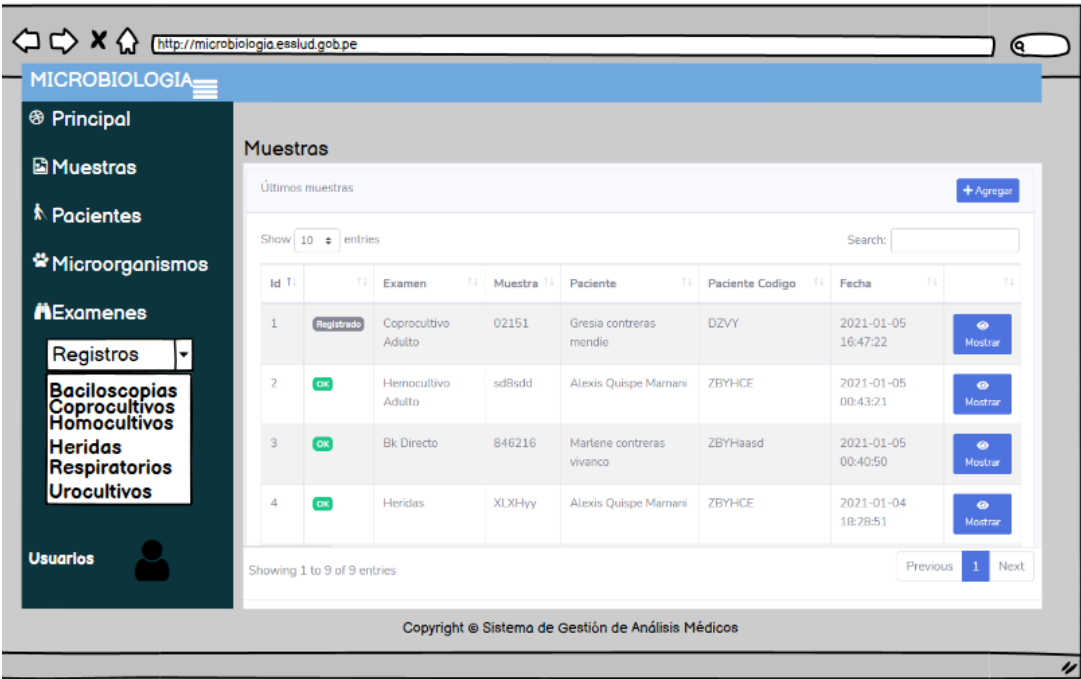 http://microbiologia.esslud.gob.pe
MICROBIOLOGIA
Principal
Muestras
Pacientes
Microorganismos
Examenes
Registros
Baciloscopias
Coprocultivos
Homocultivos
Heridas
Respiratorios
Urocultivos
Usuarios
Muestras
Últimos muestras
+ Agregar
Show 10 entries
Search:
Id Examen Muestra Paciente Paciente Codigo Fecha
1 Registrado Coprocultivo Adulto 02151 Gresia contreras mendie DZVY 2021-01-05 16:47:22 Mostrar
2 OK Hemocultivo Adulto sd8sdd Alexis Quispe Mamani ZBYHCE 2021-01-05 00:43:21 Mostrar
3 OK Bk Directo 846216 Marlene contreras vivanco ZBYHaasd 2021-01-05 00:40:50 Mostrar
4 OK Heridas XLXHyy Alexis Quispe Mamani ZBYHCE 2021-01-04 18:28:51 Mostrar
Showing 1 to 9 of 9 entries
Previous 1 Next
Copyright © Sistema de Gestión de Análisis Médicos